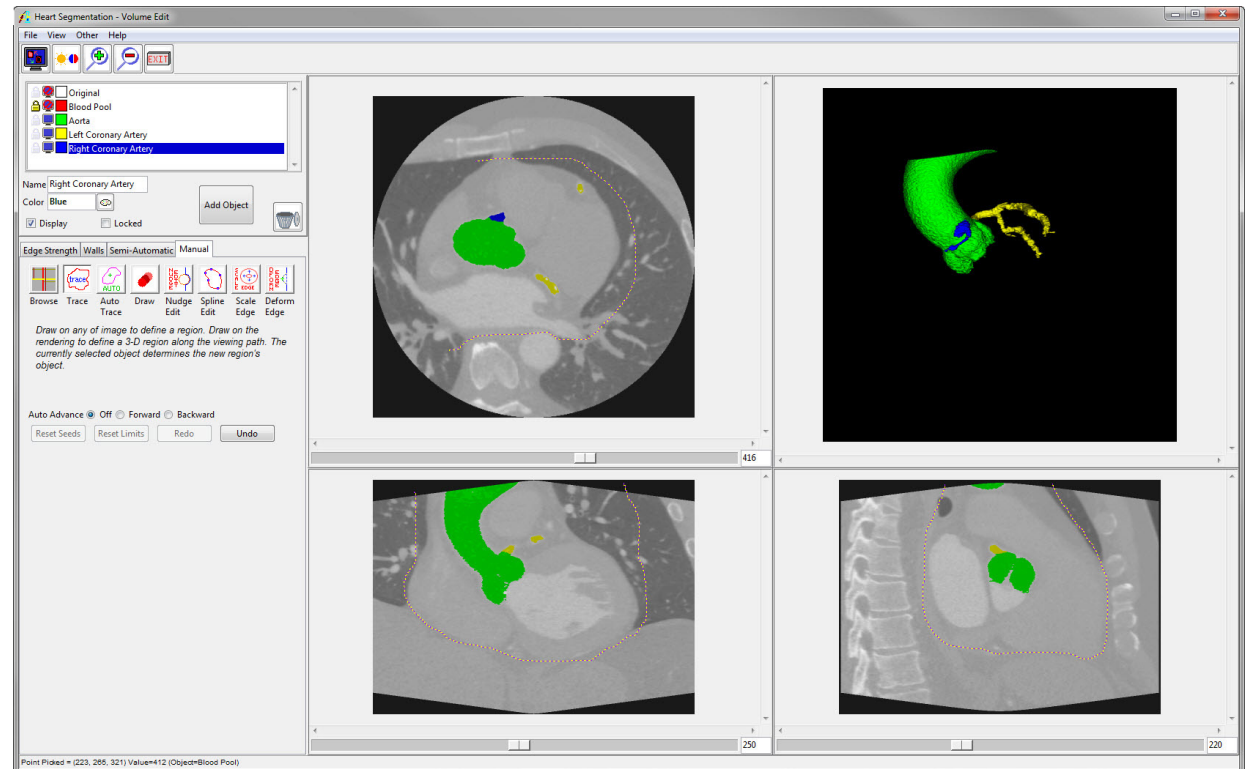 Heart Segmentation - Volume Edit
File View Other Help
EXIT
Original
Blood Pool
Aorta
Left Coronary Artery
Right Coronary Artery
Name Right Coronary Artery
Color Blue
Add Object
Display Locked
Edge Strength Walls Semi-Automatic Manual
trace AUTO
Browse Trace Auto Trace Draw Nudge Edit Spline Edit Scale Edge Deform Edge
Draw on any of image to define a region. Draw on the
rendering to define a 3-D region along the viewing path. The
currently selected object determines the new region's
object.
Auto Advance Off Forward Backward
Reset Seeds Reset Limits Redo Undo
416
250
220
Point Picked = (223, 265, 321) Value=412 (Object=Blood Pool)